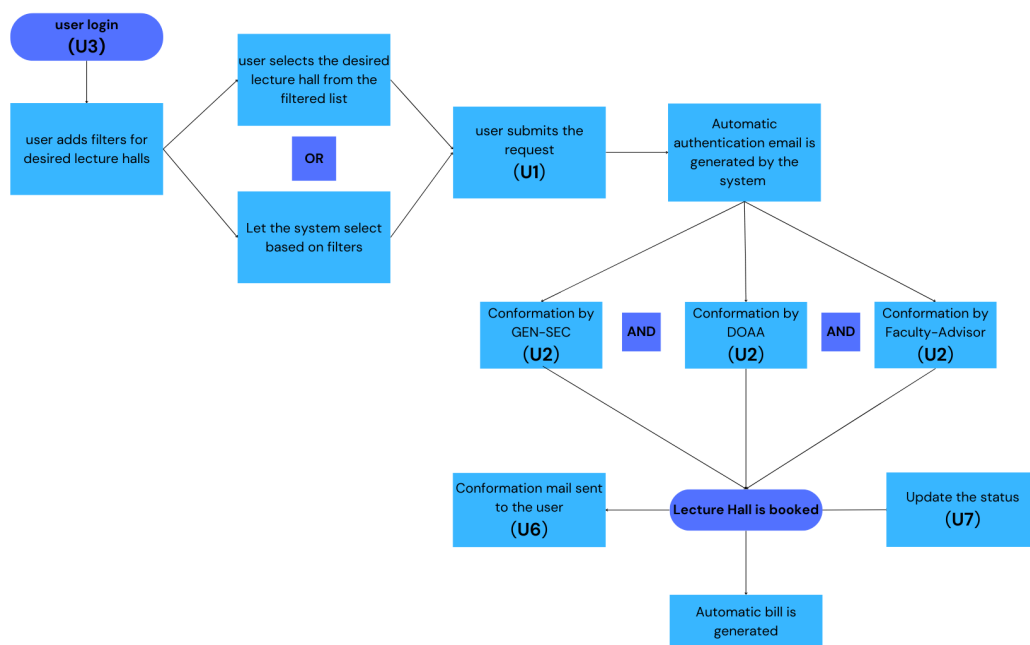 user login
(U3)
user adds filters for
desired lecture halls
user selects the desired
lecture hall from the
filtered list
OR
Let the system select
based on filters
user submits the
request
(U1)
Automatic
authentication email is
generated by the
system
Conformation by
GEN-SEC
(U2)
AND
Conformation by
DOAA
(U2)
AND
Conformation by
Faculty-Advisor
(U2)
Conformation mail sent
to the user
(U6)
Lecture Hall is booked
Update the status
(U7)
Automatic bill is
generated